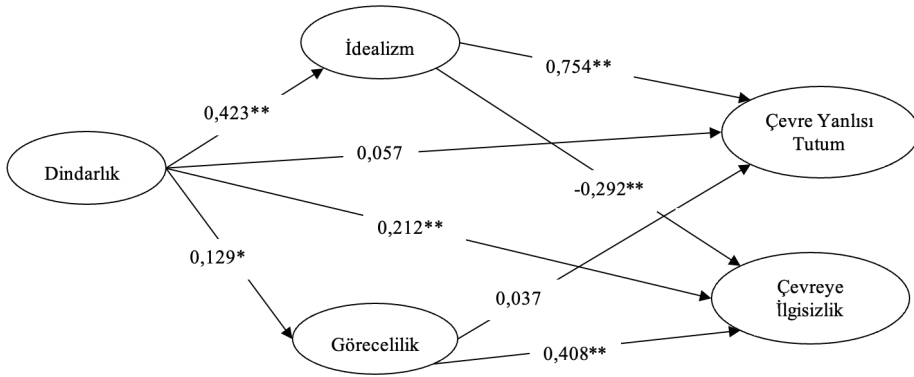 İdealizm
0,754**
0,423**
Çevre Yanlısı
Tutum
0,057
Dindarlık
-0,292**
0,212**
0,129*
Çevreye
İlgisizlik
0,037
Görecelilik
0,408**